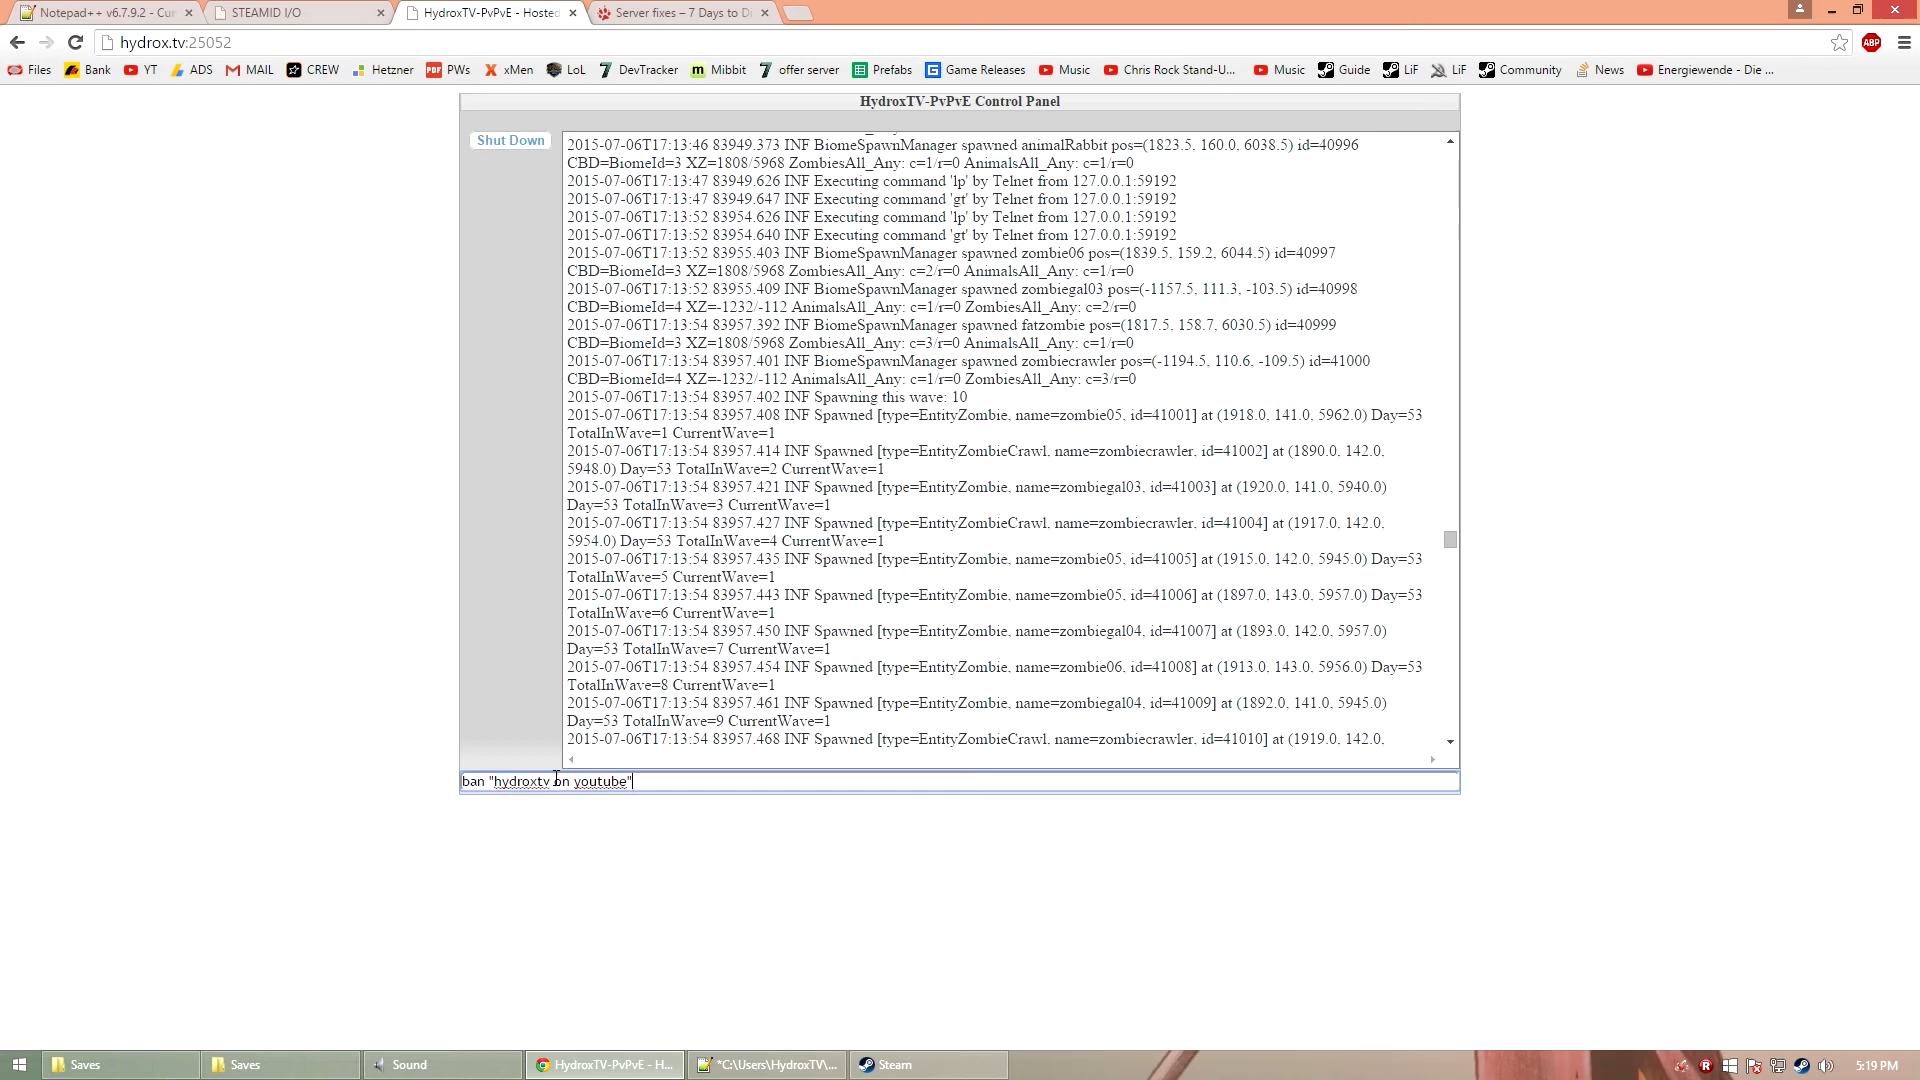 Notepad++ v6.7.9.2 - Cur
STEAMID I/O
HydroxTV-PvPvE - Hosted
Server fixes – 7 Days to Di
hydrox.tv:25052
ABP
Files
Bank
YT
ADS
MAIL
CREW
Hetzner
PWs
xMen
LoL
DevTracker
Mibbit
offer server
Prefabs
Game Releases
Music
Chris Rock Stand-U...
Music
Guide
LiF
LiF
Community
News
Energiewende - Die ...
HydroxTV-PvPvE Control Panel
Shut Down
2015-07-06T17:13:46 83949.373 INF BiomeSpawnManager spawned animalRabbit pos=(1823.5, 160.0, 6038.5) id=40996
CBD=BiomeId=3 XZ=1808/5968 ZombiesAll_Any: c=1/r=0 AnimalsAll_Any: c=1/r=0
2015-07-06T17:13:47 83949.626 INF Executing command 'lp' by Telnet from 127.0.0.1:59192
2015-07-06T17:13:47 83949.647 INF Executing command 'gt' by Telnet from 127.0.0.1:59192
2015-07-06T17:13:52 83954.626 INF Executing command 'lp' by Telnet from 127.0.0.1:59192
2015-07-06T17:13:52 83954.640 INF Executing command 'gt' by Telnet from 127.0.0.1:59192
2015-07-06T17:13:52 83955.403 INF BiomeSpawnManager spawned zombie06 pos=(1839.5, 159.2, 6044.5) id=40997
CBD=BiomeId=3 XZ=1808/5968 ZombiesAll_Any: c=2/r=0 AnimalsAll_Any: c=1/r=0
2015-07-06T17:13:52 83955.409 INF BiomeSpawnManager spawned zombiegal03 pos=(-1157.5, 111.3, -103.5) id=40998
CBD=BiomeId=4 XZ=-1232/-112 AnimalsAll_Any: c=1/r=0 ZombiesAll_Any: c=2/r=0
2015-07-06T17:13:54 83957.392 INF BiomeSpawnManager spawned fatzombie pos=(1817.5, 158.7, 6030.5) id=40999
CBD=BiomeId=3 XZ=1808/5968 ZombiesAll_Any: c=3/r=0 AnimalsAll_Any: c=1/r=0
2015-07-06T17:13:54 83957.401 INF BiomeSpawnManager spawned zombiecrawler pos=(-1194.5, 110.6, -109.5) id=41000
CBD=BiomeId=4 XZ=-1232/-112 AnimalsAll_Any: c=1/r=0 ZombiesAll_Any: c=3/r=0
2015-07-06T17:13:54 83957.402 INF Spawning this wave: 10
2015-07-06T17:13:54 83957.408 INF Spawned [type=EntityZombie, name=zombie05, id=41001] at (1918.0, 141.0, 5962.0) Day=53
TotalInWave=1 CurrentWave=1
2015-07-06T17:13:54 83957.414 INF Spawned [type=EntityZombieCrawl, name=zombiecrawler, id=41002] at (1890.0, 142.0,
5948.0) Day=53 TotalInWave=2 CurrentWave=1
2015-07-06T17:13:54 83957.421 INF Spawned [type=EntityZombie, name=zombiegal03, id=41003] at (1920.0, 141.0, 5940.0)
Day=53 TotalInWave=3 CurrentWave=1
2015-07-06T17:13:54 83957.427 INF Spawned [type=EntityZombieCrawl, name=zombiecrawler, id=41004] at (1917.0, 142.0,
5954.0) Day=53 TotalInWave=4 CurrentWave=1
2015-07-06T17:13:54 83957.435 INF Spawned [type=EntityZombie, name=zombie05, id=41005] at (1915.0, 142.0, 5945.0) Day=53
TotalInWave=5 CurrentWave=1
2015-07-06T17:13:54 83957.443 INF Spawned [type=EntityZombie, name=zombie05, id=41006] at (1897.0, 143.0, 5957.0) Day=53
TotalInWave=6 CurrentWave=1
2015-07-06T17:13:54 83957.450 INF Spawned [type=EntityZombie, name=zombiegal04, id=41007] at (1893.0, 142.0, 5957.0)
Day=53 TotalInWave=7 CurrentWave=1
2015-07-06T17:13:54 83957.454 INF Spawned [type=EntityZombie, name=zombie06, id=41008] at (1913.0, 143.0, 5956.0) Day=53
TotalInWave=8 CurrentWave=1
2015-07-06T17:13:54 83957.461 INF Spawned [type=EntityZombie, name=zombiegal04, id=41009] at (1892.0, 141.0, 5945.0)
Day=53 TotalInWave=9 CurrentWave=1
2015-07-06T17:13:54 83957.468 INF Spawned [type=EntityZombieCrawl, name=zombiecrawler, id=41010] at (1919.0, 142.0,
ban "hydroxtv on youtube"
Saves
Saves
Sound
HydroxTV-PvPvE - H...
*C:\Users\HydroxTV\...
Steam
5:19 PM